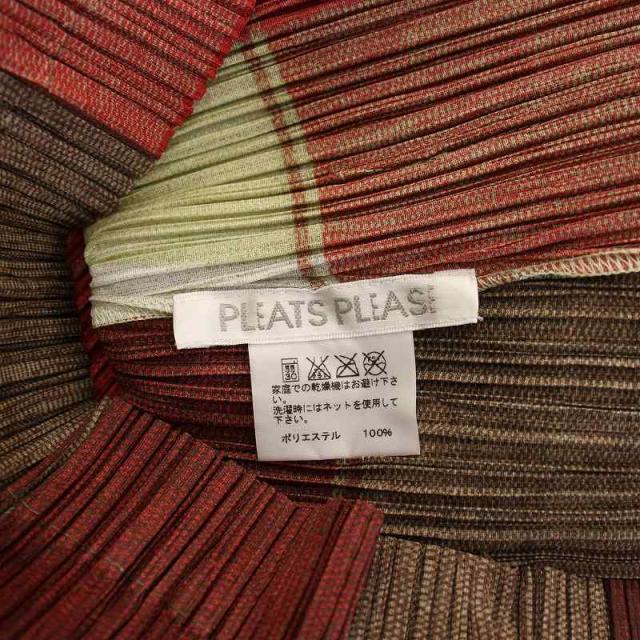 PLEATS PLEASE
家庭での乾燥機はお避け下さ
い。
洗濯時にはネットを使用して
下さい。
ポリエステル 100%